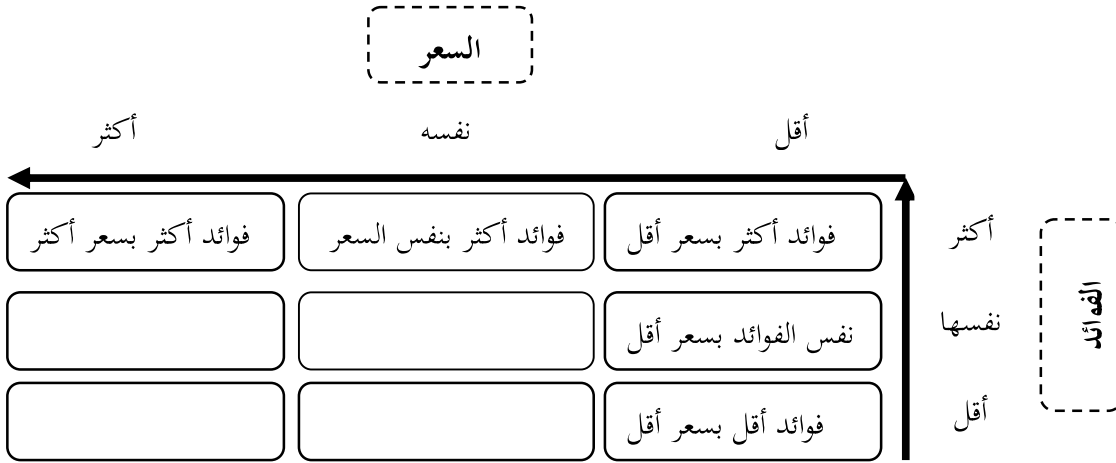 السعر
أقل نفسه أكثر
فوائد أكثر بسعر أقل فوائد أكثر بنفس السعر فوائد أكثر بسعر أكثر
أكثر
نفس الفوائد بسعر أقل
نفسها
فوائد أقل بسعر أقل
أقل
الفوائد